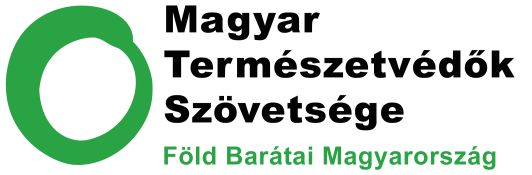 Magyar
Természetvédők
Szövetsége
Föld Barátai Magyarország